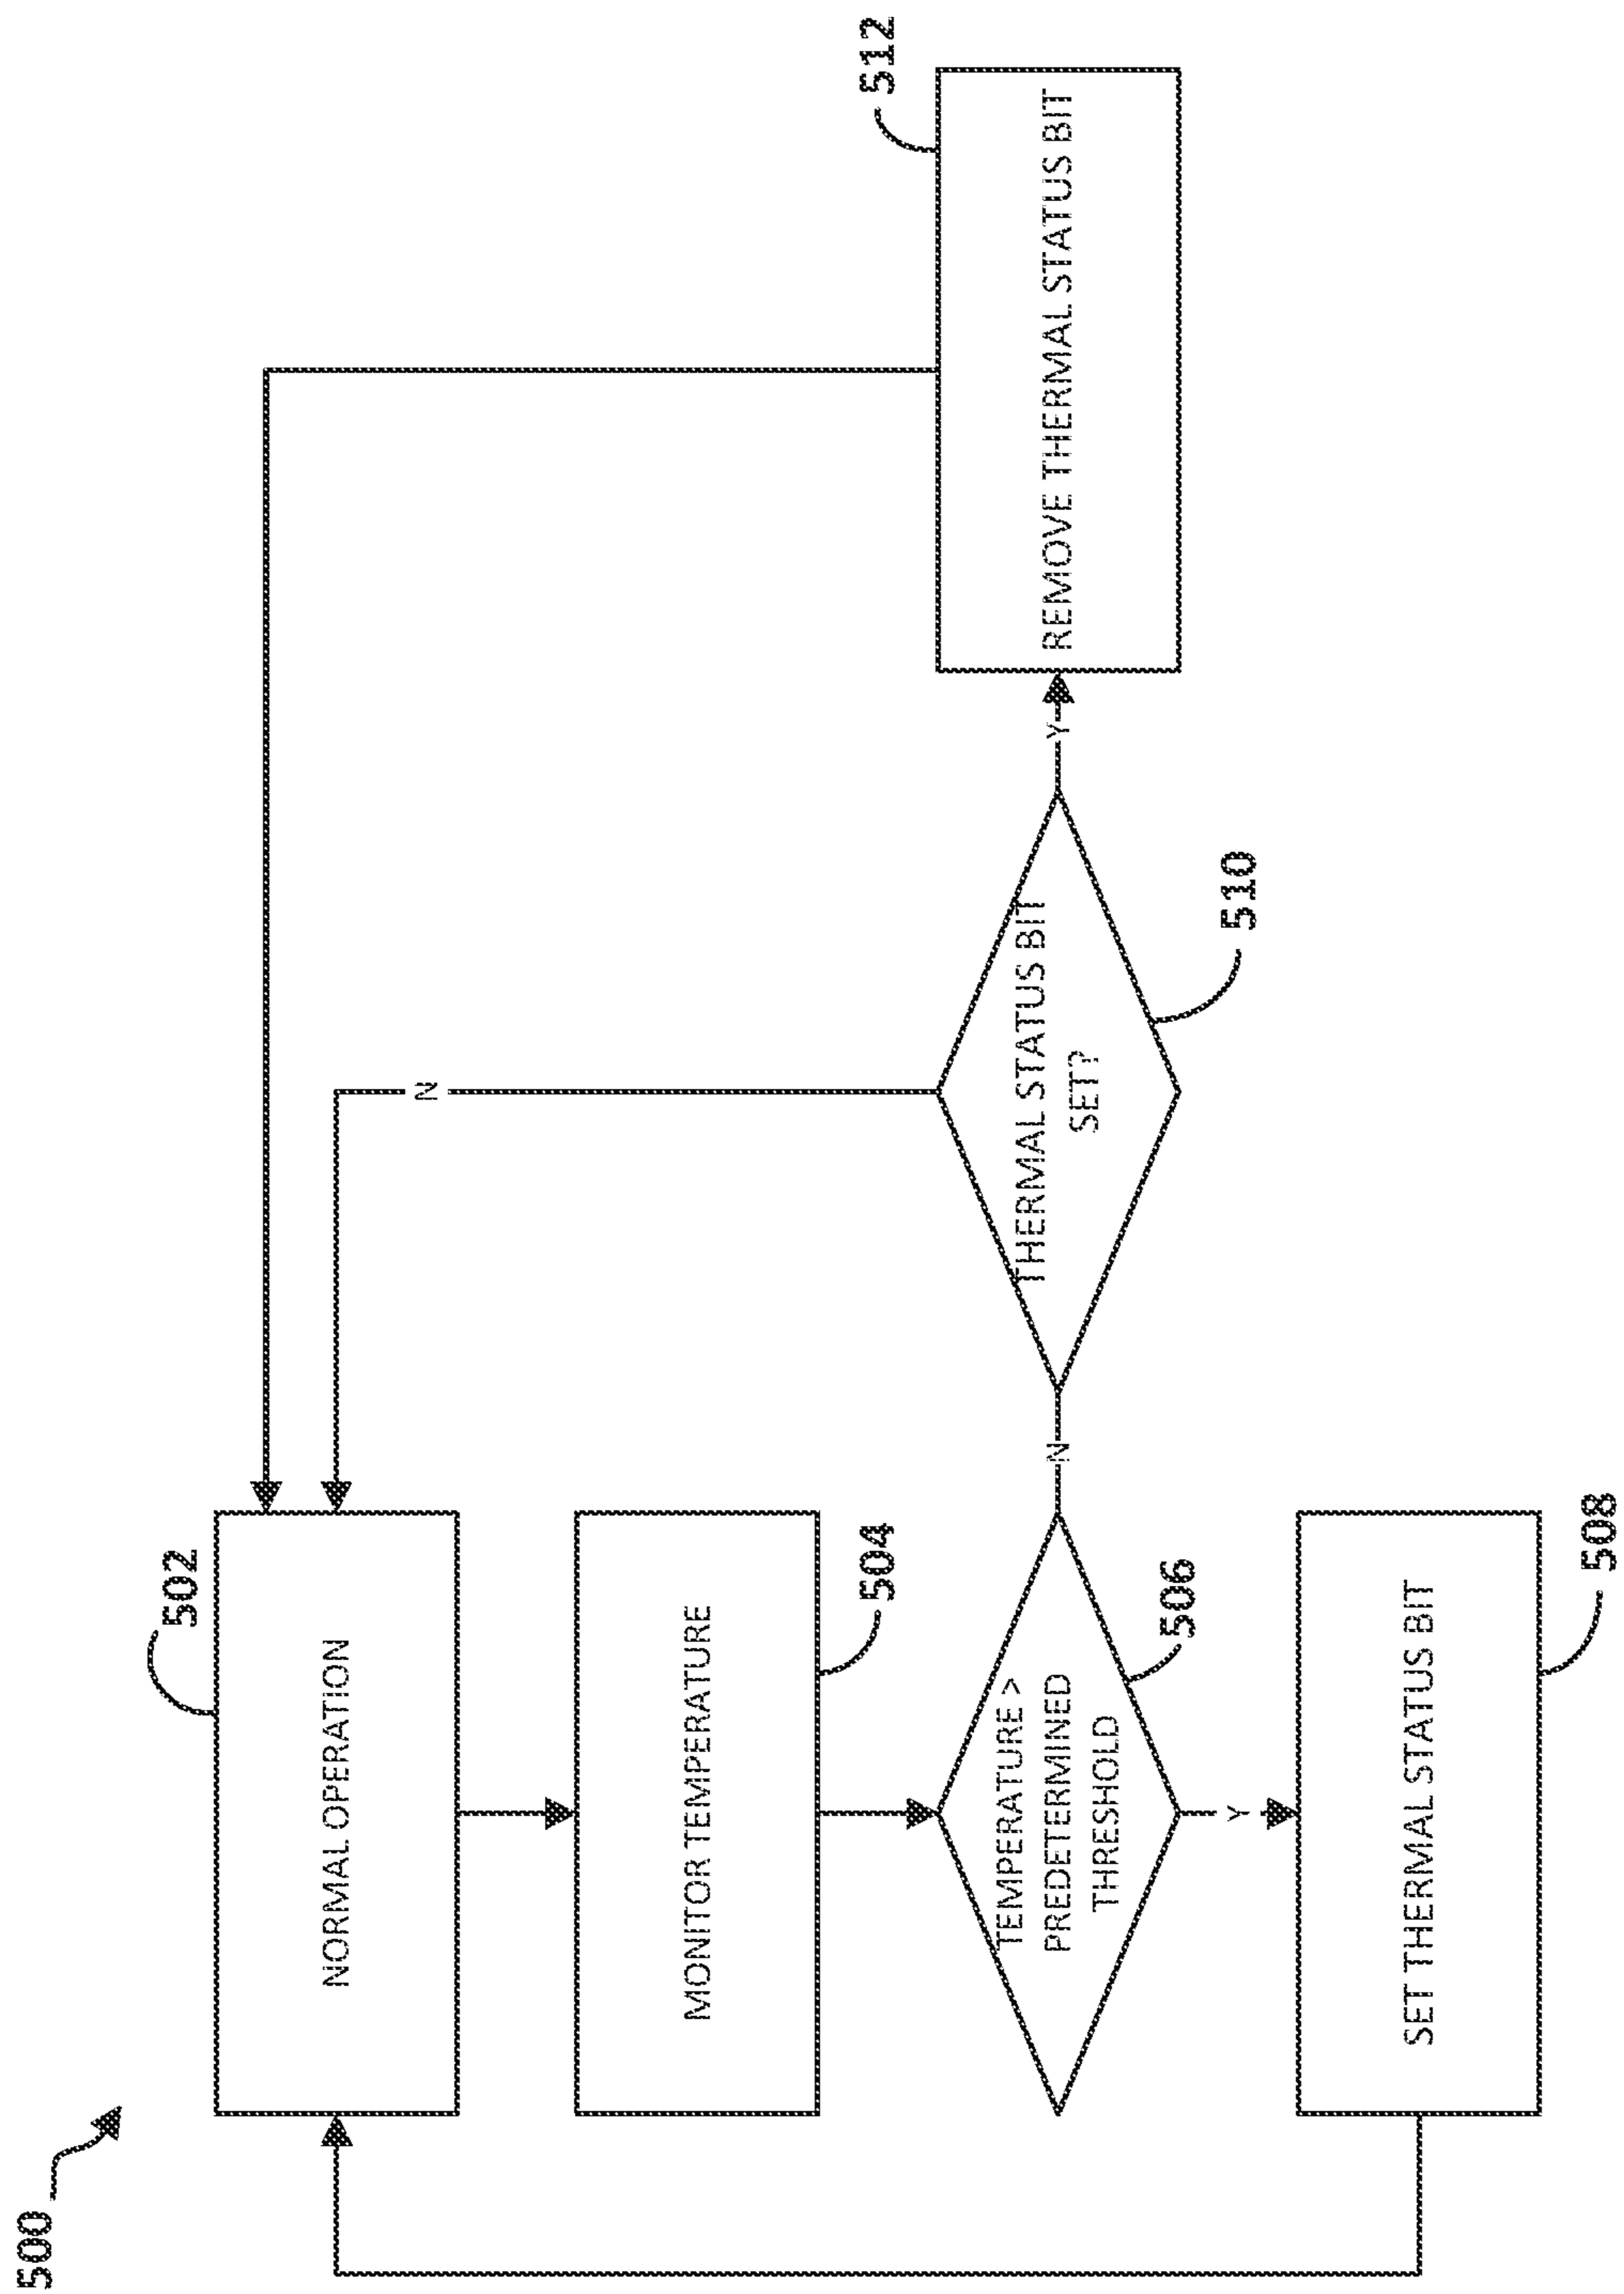 500
502
NORMAL OPERATION
504
MONITOR TEMPERATURE
506
TEMPERATURE >
PREDETERMINED
THRESHOLD
N
Y
508
SET THERMAL STATUS BIT
THERMAL STATUS BIT
SET?
510
N
Y
512
REMOVE THERMAL STATUS BIT